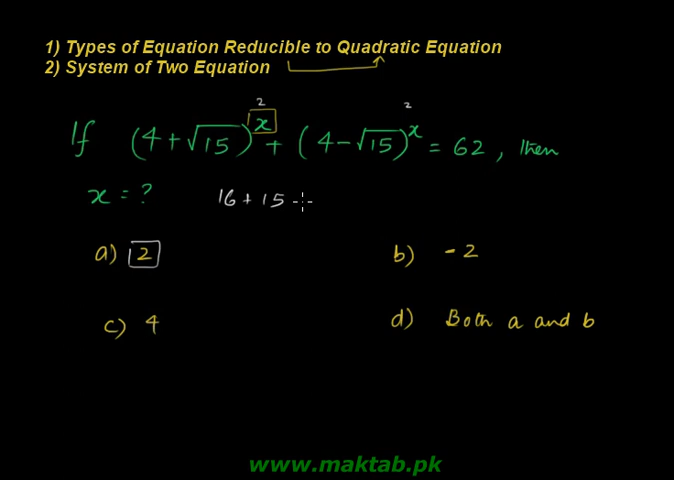 1) Types of Equation Reducible to Quadratic Equation
2) System of Two Equation
2 2
If (4+√15)^x + (4-√15)^x = 62, then
x = ? 16 + 15 -
a) 2 b) -2
c) 4 d) Both a and b
www.maktab.pk